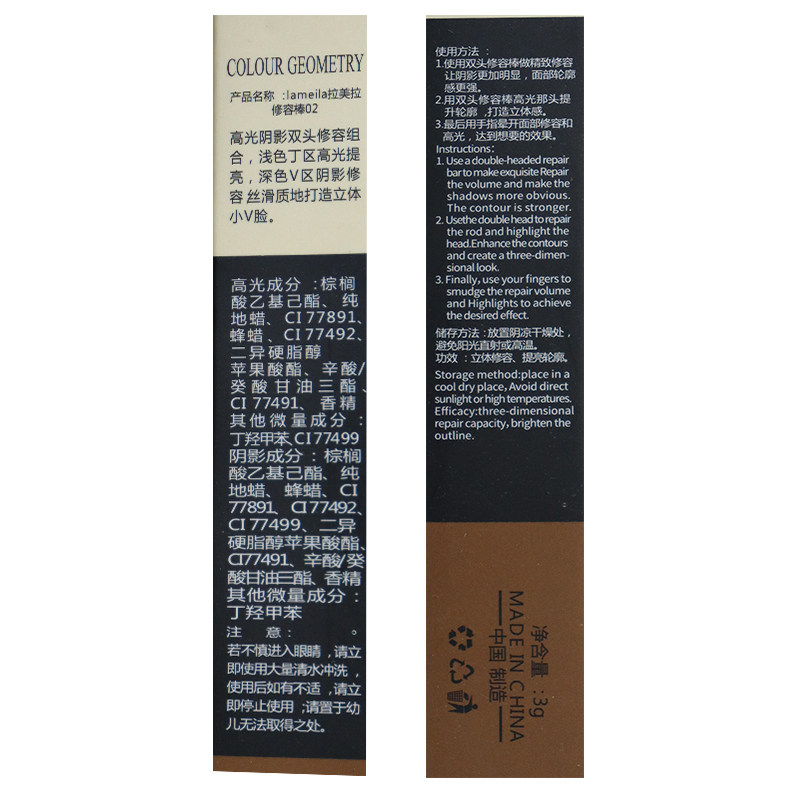 COLOUR GEOMETRY
产品名称 :lameila拉美拉
修容棒02
高光阴影双头修容组
合，浅色丁区高光提
亮，深色V区阴影修
容 丝滑质地打造立体
小V脸。
高光成分 : 棕榈
酸乙基己酯、纯
地蜡、CI 77891、
蜂蜡、CI 77492、
二异硬脂醇
苹果酸酯、辛酸/
癸酸甘油三酯、
CI 77491、香精
其他微量成分 :
丁羟甲苯、CI 77499
阴影成分 : 棕榈
酸乙基己酯、纯
地蜡、蜂蜡、CI
77891、CI 77492、
CI 77499、二异
硬脂醇苹果酸酯、
CI77491、辛酸/癸
酸甘油三酯、香精
其他微量成分 :
丁羟甲苯
注 意 : 。
若不慎进入眼睛 , 请立
即使用大量清水冲洗 ,
使用后如有不适 , 请立
即停止使用 ;请置于幼
儿无法取得之处。
使用方法 :
1.使用双头修容棒做精致修容
让阴影更加明显，面部轮廓
感更强。
2.用双头修容棒高光那头提
升轮廓 , 打造立体感。
3.最后用手指晕开面部修容和
高光，达到想要的效果。
Instructions:
1. Use a double-headed repair
bar to make exquisite Repair
the volume and make the
shadows more obvious.
The contour is stronger.
2. Usethe double head to repair
the rod and highlight the
head.Enhance the contours
and create a three-dimen-
sional look.
3. Finally, use your fingers to
smudge the repair volume
and Highlights to achieve
the desired effect.
储存方法 : 放置阴凉干燥处,
避免阳光直射或高温。
功效 : 立体修容、提亮轮廓。
Storage method:place in a
cool dry place, Avoid direct
sunlight or high temperatures.
Efficacy:three-dimensional
repair capacity, brighten the
outline.
净含量 :3g
MADE IN CHINA
中国 制造